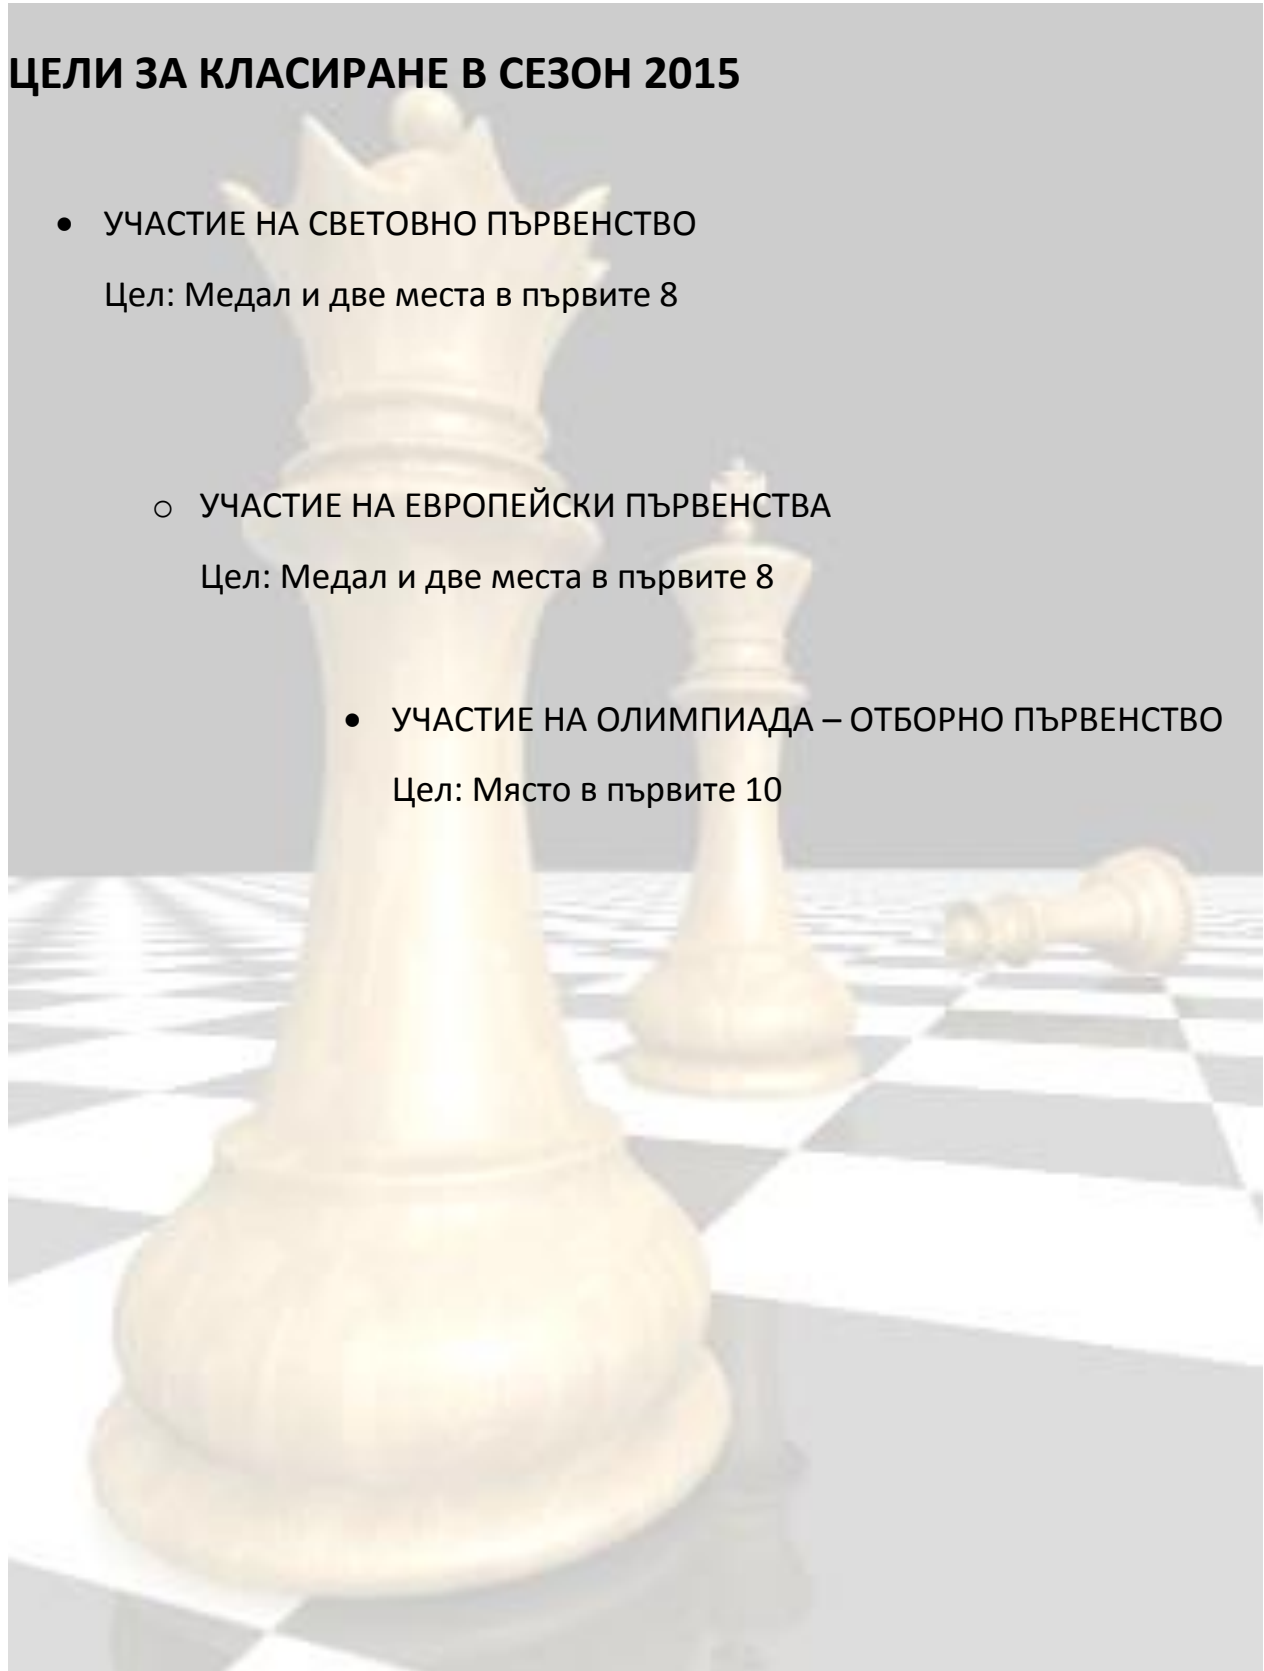 ЦЕЛИ ЗА КЛАСИРАНЕ В СЕЗОН 2015
• УЧАСТИЕ НА СВЕТОВНО ПЪРВЕНСТВО
Цел: Медал и две места в първите 8
o УЧАСТИЕ НА ЕВРОПЕЙСКИ ПЪРВЕНСТВА
Цел: Медал и две места в първите 8
• УЧАСТИЕ НА ОЛИМПИАДА – ОТБОРНО ПЪРВЕНСТВО
Цел: Място в първите 10